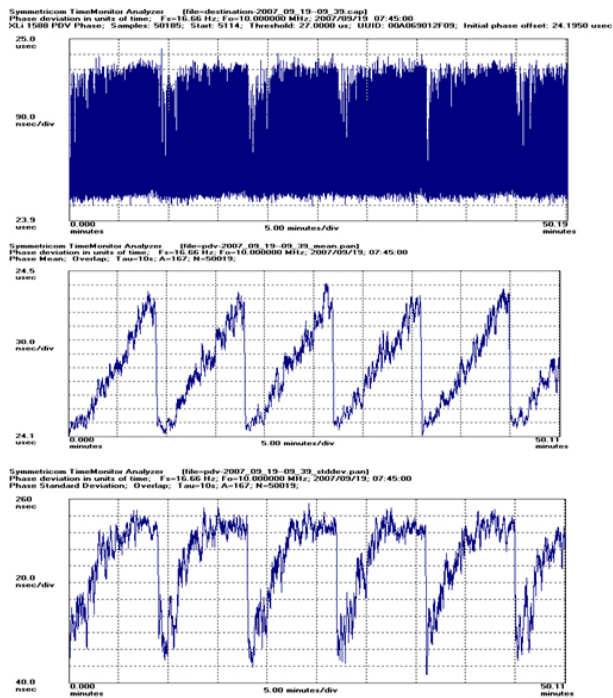 Symmetricom TimeMonitor Analyzer (file=destination-2007_09_19--09_39.cap)
Phase deviation in units of time; Fs=16.66 Hz; Fo=10.000000 MHz; 2007/09/19 07:45:00
XLi 1588 PDV Phase; Samples: 50185; Start: 5114; Threshold: 27.0000 usec; UUID: 00A069012F09; Initial phase offset: 24.1950 usec
25.0
usec
90.0
nsec/div
23.9
usec
0.000
minutes
5.00 minutes/div
50.19
minutes
Symmetricom TimeMonitor Analyzer (file=pdv-2007_09_19--09_39_mean.pan)
Phase deviation in units of time; Fs=16.66 Hz; Fo=10.000000 MHz; 2007/09/19; 07:45:00
Phase Mean; Overlap; Tau=10s; A=167; N=50019;
24.5
usec
30.0
nsec/div
24.1
usec
0.000
minutes
5.00 minutes/div
50.11
minutes
Symmetricom TimeMonitor Analyzer (file=pdv-2007_09_19--09_39_stddev.pan)
Phase deviation in units of time; Fs=16.66 Hz; Fo=10.000000 MHz; 2007/09/19; 07:45:00
Phase Standard Deviation; Overlap; Tau=10s; A=167; N=50019;
260
nsec
20.0
nsec/div
40.0
nsec
0.000
minutes
5.00 minutes/div
50.11
minutes